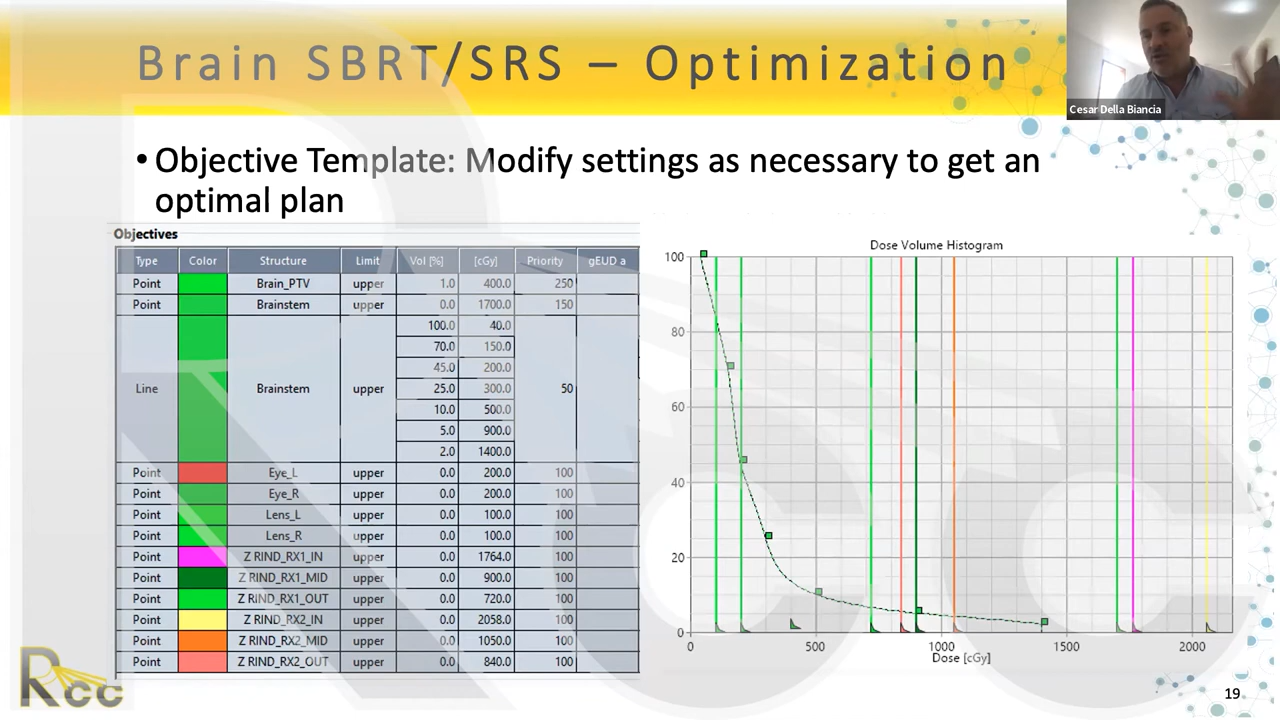 Brain SBRT/SRS – Optimization
Cesar Della Biancia
• Objective Template: Modify settings as necessary to get an
optimal plan
Objectives
Type Color Structure Limit Vol [%] [cGy] Priority gEUD a
Point Brain_PTV upper 1.0 400.0 250
Point Brainstem upper 0.0 1700.0 150
Line Brainstem upper 50
100.0 40.0
70.0 150.0
45.0 200.0
25.0 300.0
10.0 500.0
5.0 900.0
2.0 1400.0
Point Eye_L upper 0.0 200.0 100
Point Eye_R upper 0.0 200.0 100
Point Lens_L upper 0.0 100.0 100
Point Lens_R upper 0.0 100.0 100
Point Z RIND_RX1_IN upper 0.0 1764.0 100
Point Z RIND_RX1_MID upper 0.0 900.0 100
Point Z RIND_RX1_OUT upper 0.0 720.0 100
Point Z RIND_RX2_IN upper 0.0 2058.0 100
Point Z RIND_RX2_MID upper 0.0 1050.0 100
Point Z RIND_RX2_OUT upper 0.0 840.0 100
Dose Volume Histogram
100
80
60
40
20
0
0 500 1000 1500 2000
Dose [cGy]
Rcc
19